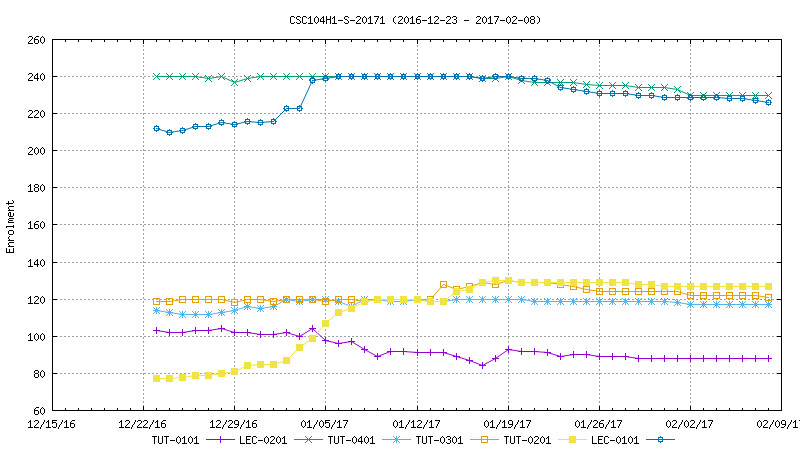 CSC104H1-S-20171 (2016-12-23 - 2017-02-08)
Enrolment
260
240
220
200
180
160
140
120
100
80
60
12/15/16 12/22/16 12/29/16 01/05/17 01/12/17 01/19/17 01/26/17 02/02/17 02/09/17
TUT-0101 LEC-0201 TUT-0401 TUT-0301 TUT-0201 LEC-0101